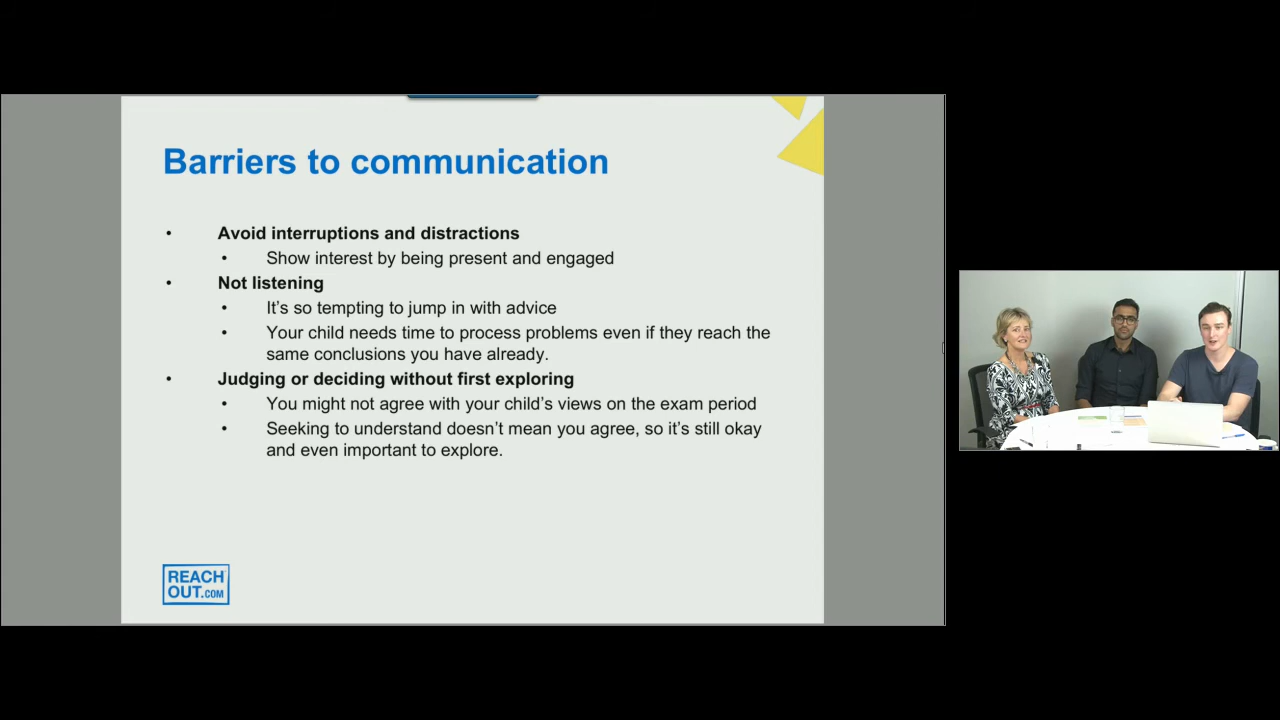 Barriers to communication
• Avoid interruptions and distractions
• Show interest by being present and engaged
• Not listening
• It's so tempting to jump in with advice
• Your child needs time to process problems even if they reach the
same conclusions you have already.
• Judging or deciding without first exploring
• You might not agree with your child's views on the exam period
• Seeking to understand doesn't mean you agree, so it's still okay
and even important to explore.
REACH
OUT.COM